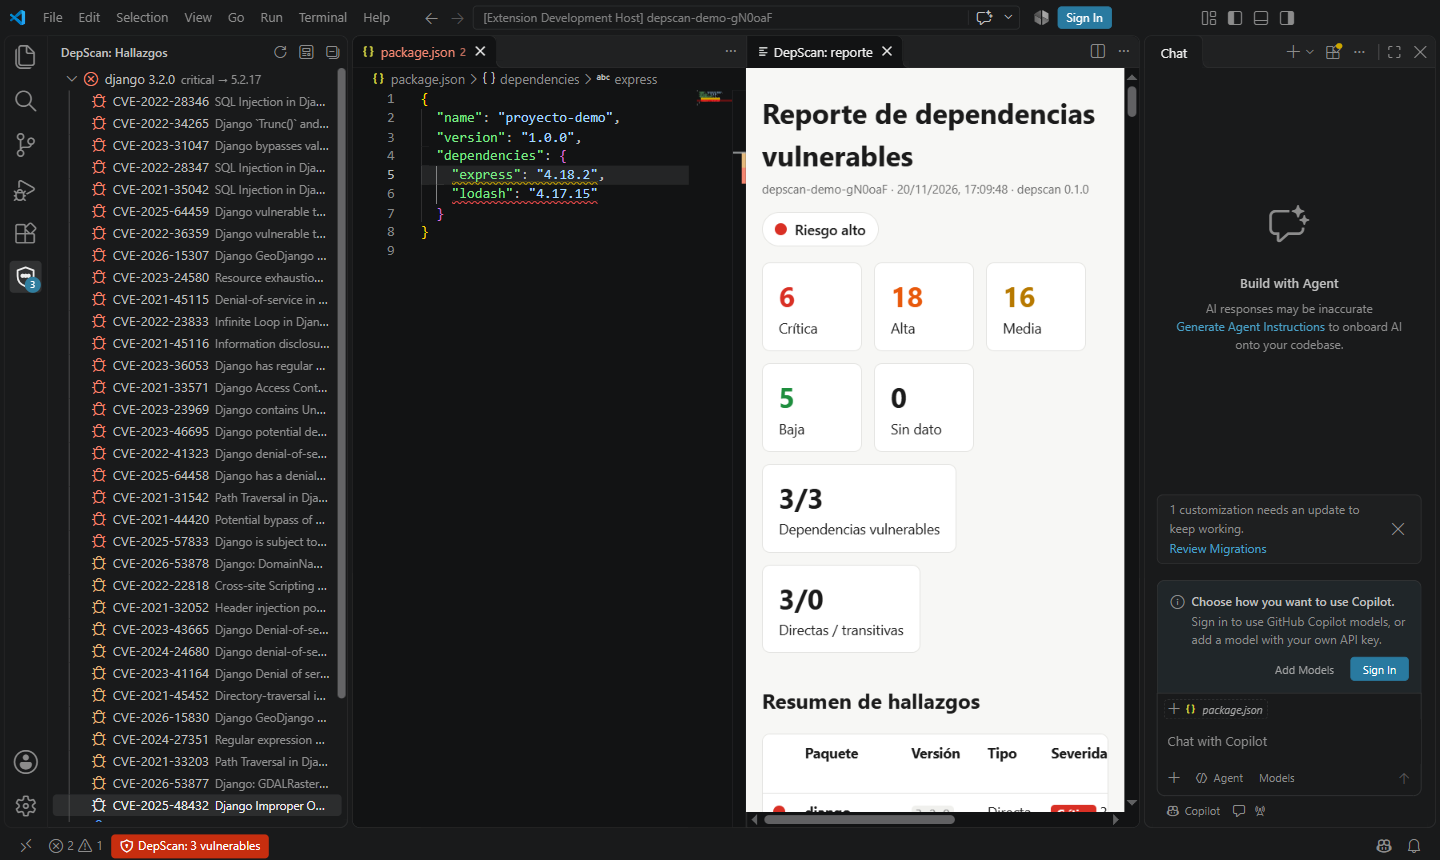 File Edit Selection View Go Run Terminal Help
[Extension Development Host] depscan-demo-gN0oaF
Sign In
DepScan: Hallazgos
django 3.2.0 critical → 5.2.17
CVE-2022-28346 SQL Injection in Dja...
CVE-2022-34265 Django `Trunc()` and...
CVE-2023-31047 Django bypasses val...
CVE-2022-28347 SQL Injection in Dja...
CVE-2021-35042 SQL Injection in Dja...
CVE-2025-64459 Django vulnerable t...
CVE-2022-36359 Django vulnerable t...
CVE-2026-15307 Django GeoDjango ...
CVE-2023-24580 Resource exhaustio...
CVE-2021-45115 Denial-of-service in ...
CVE-2022-23833 Infinite Loop in Djan...
CVE-2021-45116 Information disclosu...
CVE-2023-36053 Django has regular ...
CVE-2021-33571 Django Access Cont...
CVE-2023-23969 Django contains Un...
CVE-2023-46695 Django potential de...
CVE-2022-41323 Django denial-of-se...
CVE-2025-64458 Django has a denial...
CVE-2021-31542 Path Traversal in Dja...
CVE-2021-44420 Potential bypass of ...
CVE-2025-57833 Django is subject to...
CVE-2026-53878 Django: DomainNa...
CVE-2022-22818 Cross-site Scripting ...
CVE-2021-32052 Header injection po...
CVE-2023-43665 Django Denial-of-se...
CVE-2024-24680 Django denial-of-se...
CVE-2023-41164 Django Denial of ser...
CVE-2021-45452 Directory-traversal i...
CVE-2026-15830 Django GeoDjango ...
CVE-2024-27351 Regular expression ...
CVE-2021-33203 Path Traversal in Dja...
CVE-2026-53877 Django: GDALRaster...
CVE-2025-48432 Django Improper O...
3
{} package.json 2
{} package.json > {} dependencies > abc express
1 {
2 "name": "proyecto-demo",
3 "version": "1.0.0",
4 "dependencies": {
5 "express": "4.18.2",
6 "lodash": "4.17.15"
7 }
8 }
9
DepScan: reporte
Reporte de dependencias
vulnerables
depscan-demo-gN0oaF · 20/11/2026, 17:09:48 · depscan 0.1.0
Riesgo alto
6
Crítica
18
Alta
16
Media
5
Baja
0
Sin dato
3/3
Dependencias vulnerables
3/0
Directas / transitivas
Resumen de hallazgos
Paquete Versión Tipo Severida
Chat
Build with Agent
AI responses may be inaccurate
Generate Agent Instructions to onboard AI
onto your codebase.
1 customization needs an update to
keep working.
Review Migrations
Choose how you want to use Copilot.
Sign in to use GitHub Copilot models, or
add a model with your own API key.
Add Models Sign In
{} package.json
Chat with Copilot
Agent Models
Copilot
2 1 DepScan: 3 vulnerables